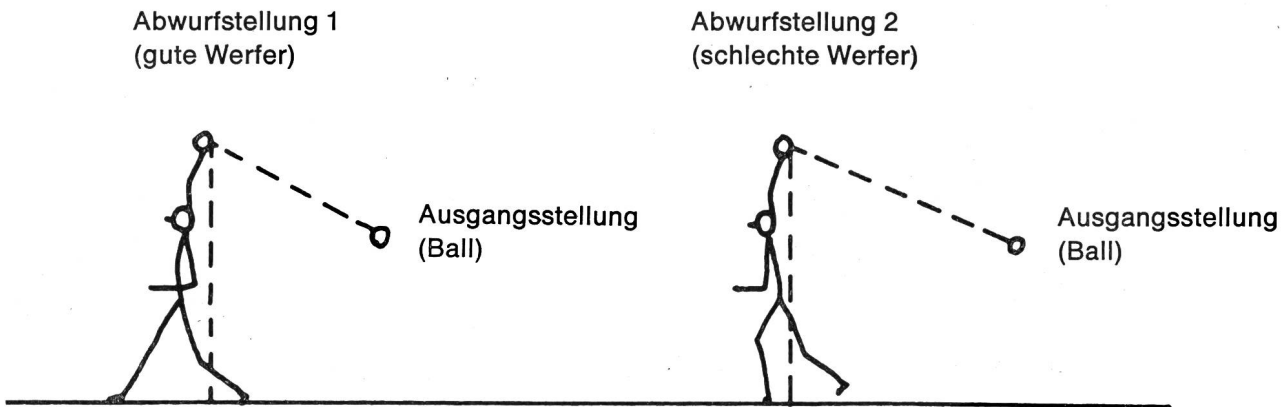 Abwurfstellung 1
(gute Werfer)
Abwurfstellung 2
(schlechte Werfer)
Ausgangsstellung
(Ball)
Ausgangsstellung
(Ball)